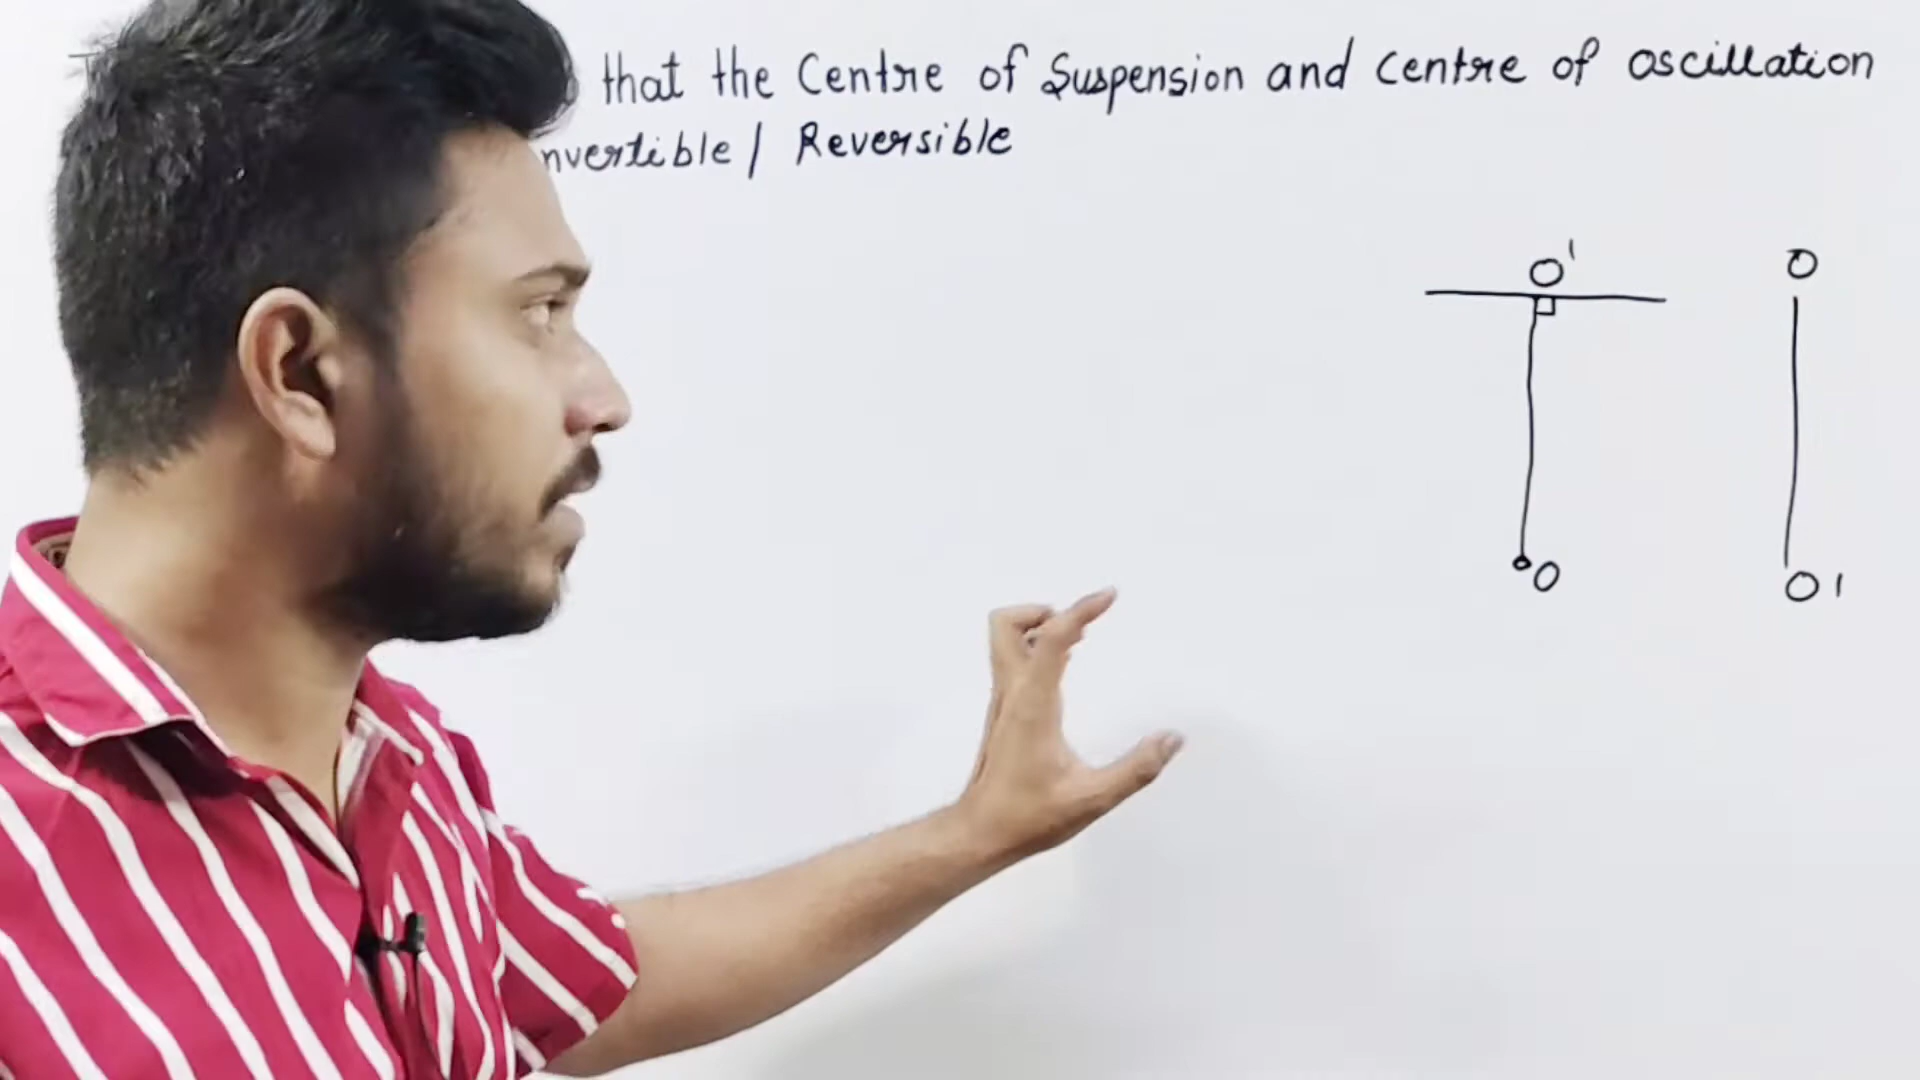 that the Centre of Suspension and centre of oscillation
nvertible / Reversible
O' O
O O'